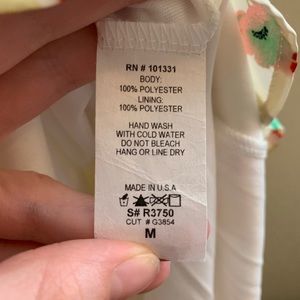 RN # 101331
BODY:
100% POLYESTER
LINING:
100% POLYESTER
HAND WASH
WITH COLD WATER
DO NOT BLEACH
HANG OR LINE DRY
MADE IN U.S.A
S# R3750
CUT # G3854
M